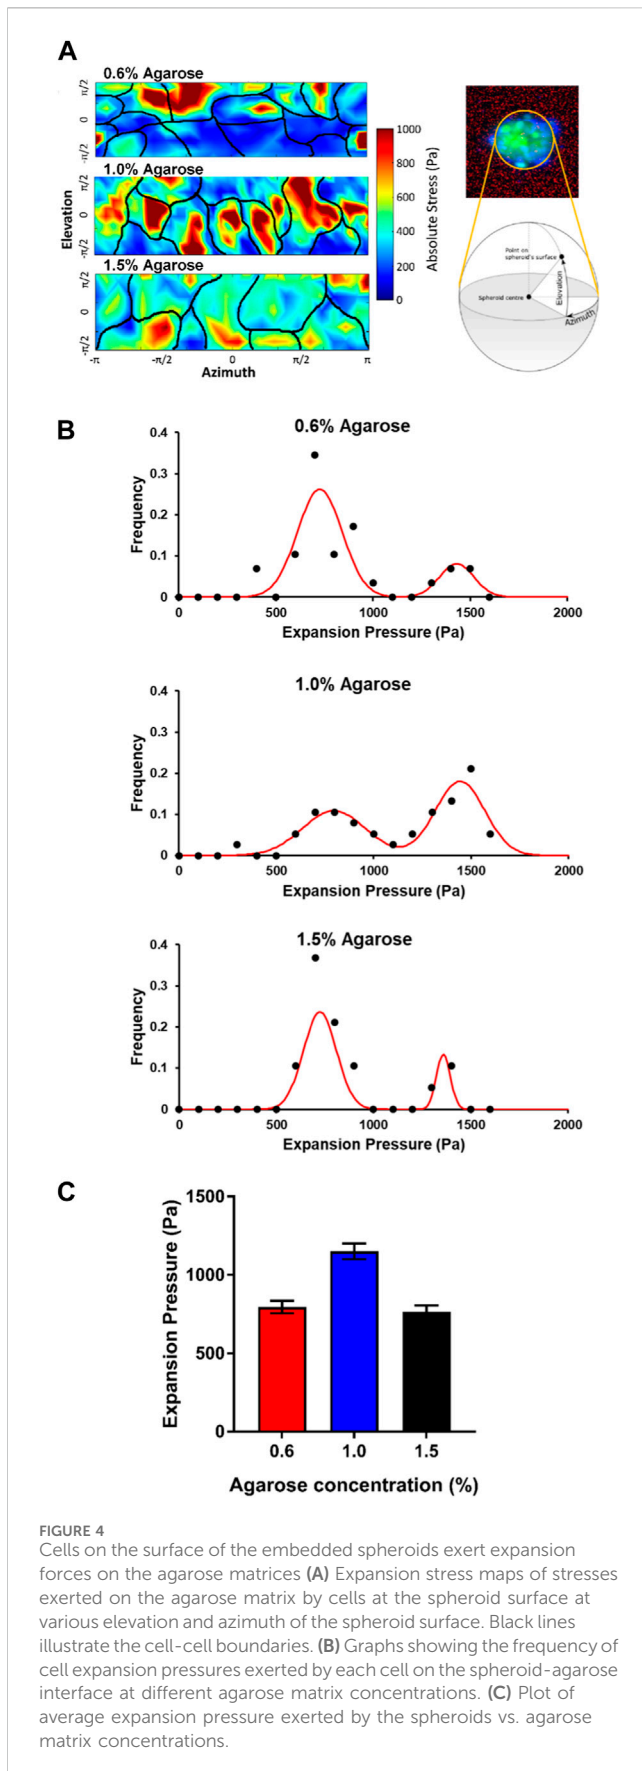 A
0.6% Agarose
π/2
0
-π/2
1.0% Agarose
π/2
0
-π/2
Elevation
1.5% Agarose
π/2
0
-π/2
-π -π/2 0 π/2 π
Azimuth
1000
800
600
400
200
0
Absolute Stress (Pa)
Point on
spheroid's surface
Spheroid centre
Elevation
Azimuth
B
0.6% Agarose
0.4
0.3
0.2
0.1
0
Frequency
0 500 1000 1500 2000
Expansion Pressure (Pa)
1.0% Agarose
0.4
0.3
0.2
0.1
0
Frequency
0 500 1000 1500 2000
Expansion Pressure (Pa)
1.5% Agarose
0.4
0.3
0.2
0.1
0
Frequency
0 500 1000 1500 2000
Expansion Pressure (Pa)
C
1500
1000
500
0
Expansion Pressure (Pa)
0.6 1.0 1.5
Agarose concentration (%)
FIGURE 4
Cells on the surface of the embedded spheroids exert expansion
forces on the agarose matrices (A) Expansion stress maps of stresses
exerted on the agarose matrix by cells at the spheroid surface at
various elevation and azimuth of the spheroid surface. Black lines
illustrate the cell-cell boundaries. (B) Graphs showing the frequency of
cell expansion pressures exerted by each cell on the spheroid-agarose
interface at different agarose matrix concentrations. (C) Plot of
average expansion pressure exerted by the spheroids vs. agarose
matrix concentrations.